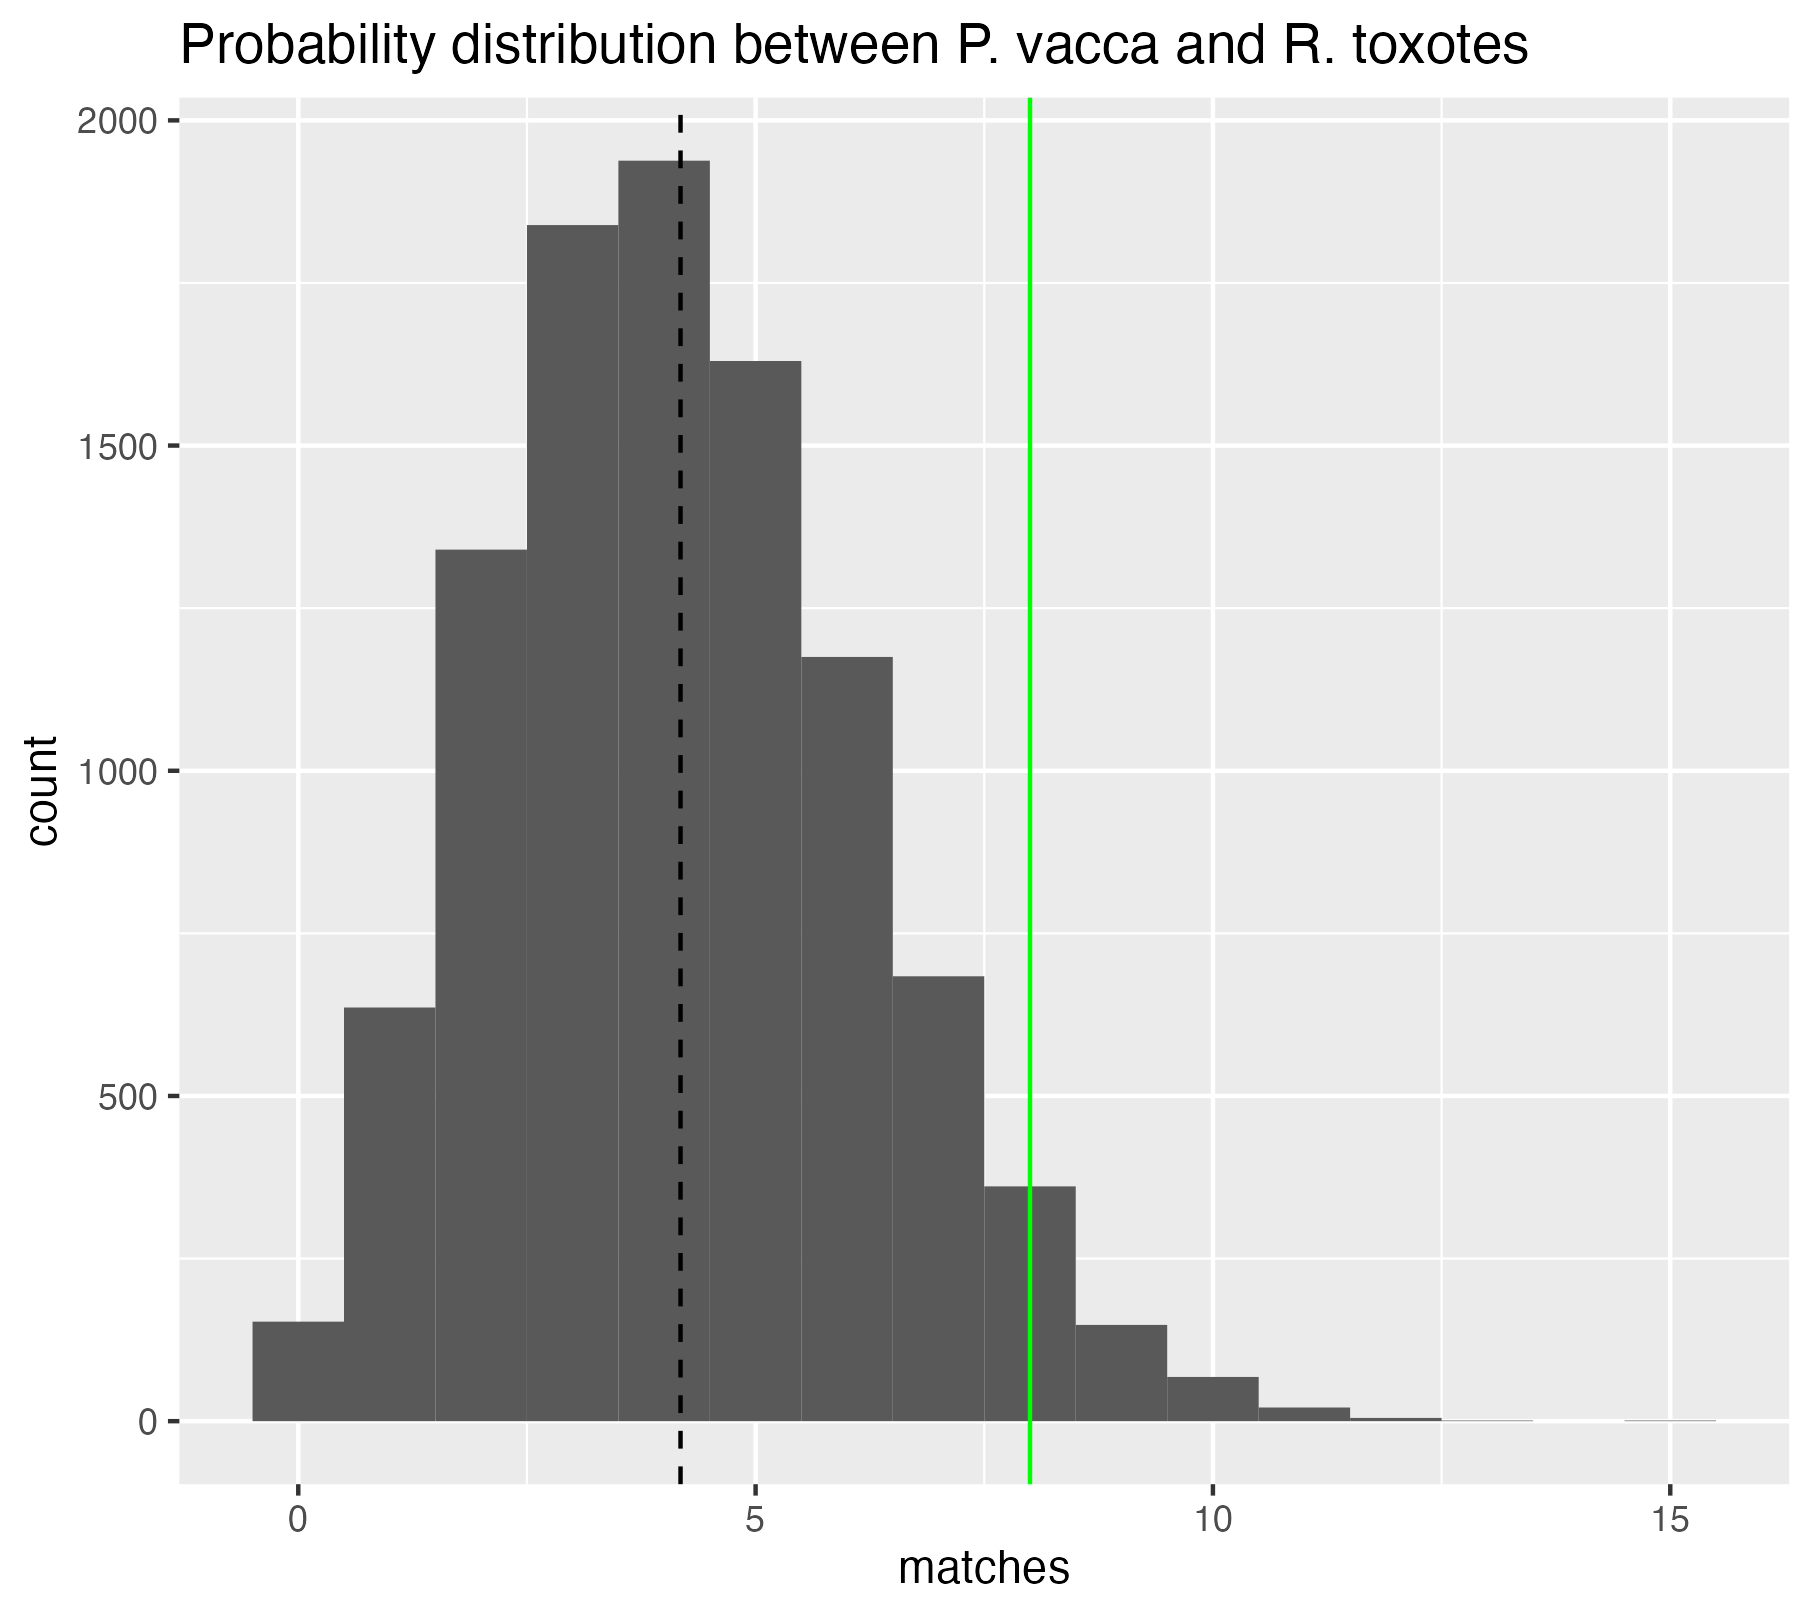 Probability distribution between P. vacca and R. toxotes
2000
1500
1000
500
0
count
0 5 10 15
matches